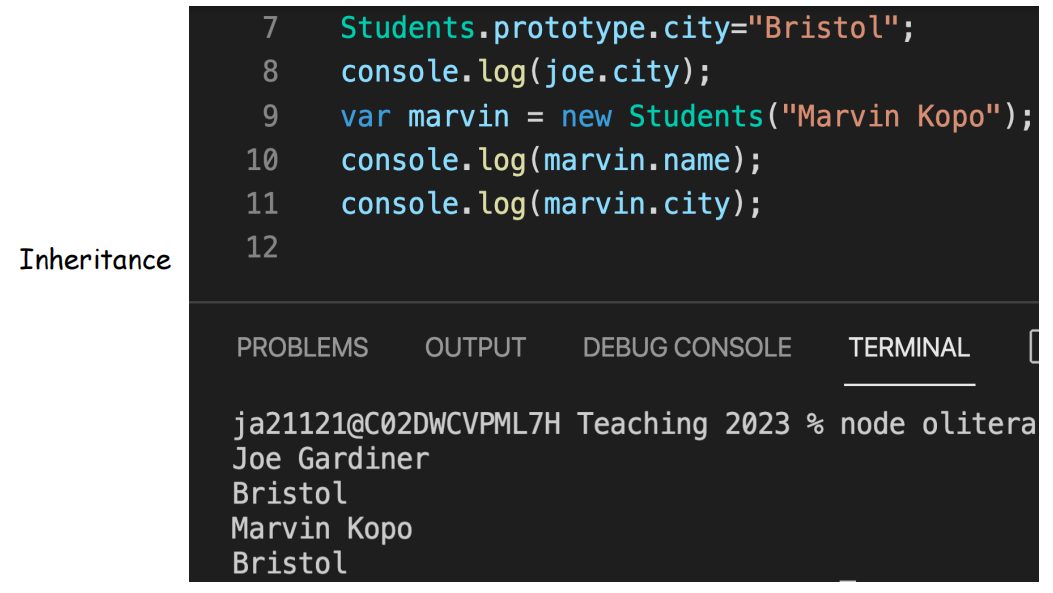 7 Students.prototype.city="Bristol";
8 console.log(joe.city);
9 var marvin = new Students("Marvin Kopo");
10 console.log(marvin.name);
11 console.log(marvin.city);
12
Inheritance
PROBLEMS OUTPUT DEBUG CONSOLE TERMINAL
ja21121@C02DWCVPML7H Teaching 2023 % node olitera
Joe Gardiner
Bristol
Marvin Kopo
Bristol